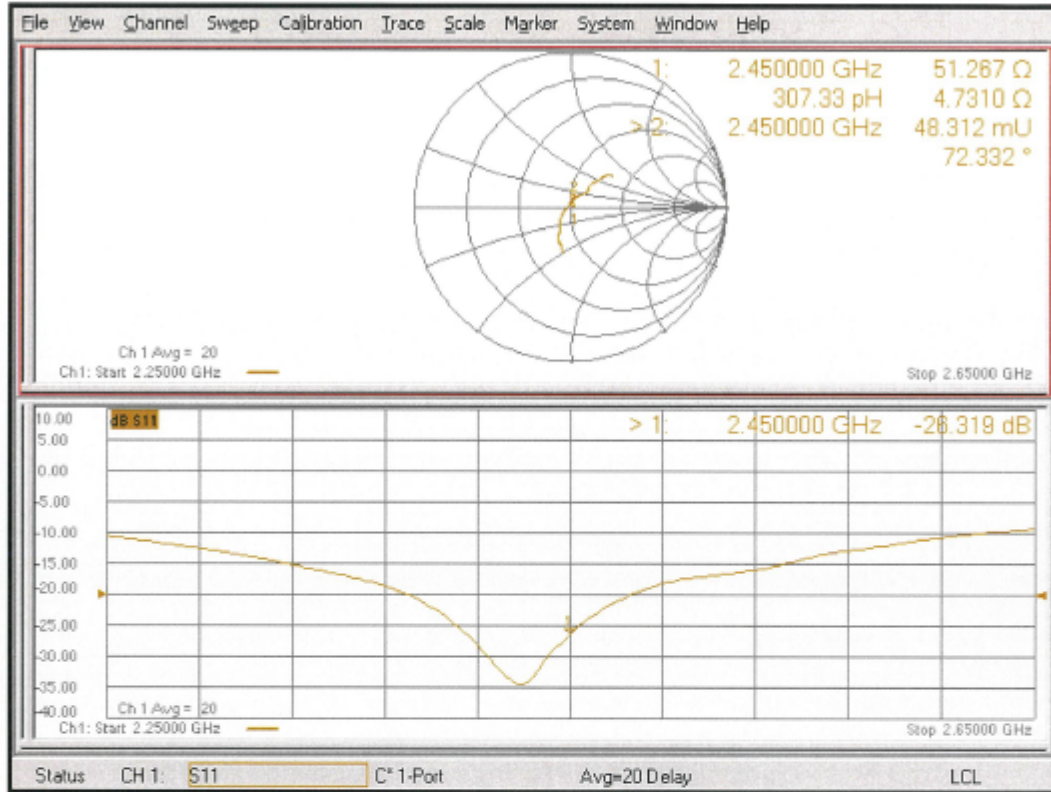 File View Channel Sweep Calibration Trace Scale Marker System Window Help
1: 2.450000 GHz 51.267 Ω
307.33 pH 4.7310 Ω
> 2: 2.450000 GHz 48.312 mU
72.332 °
Ch 1 Avg = 20
Ch1: Start 2.25000 GHz Stop 2.65000 GHz
10.00 dB S11 > 1: 2.450000 GHz -26.319 dB
5.00
0.00
-5.00
-10.00
-15.00
-20.00
-25.00
1
-30.00
-35.00
-40.00
Ch 1 Avg = 20
Ch1: Start 2.25000 GHz Stop 2.65000 GHz
Status CH 1: S11 C* 1-Port Avg=20 Delay LCL